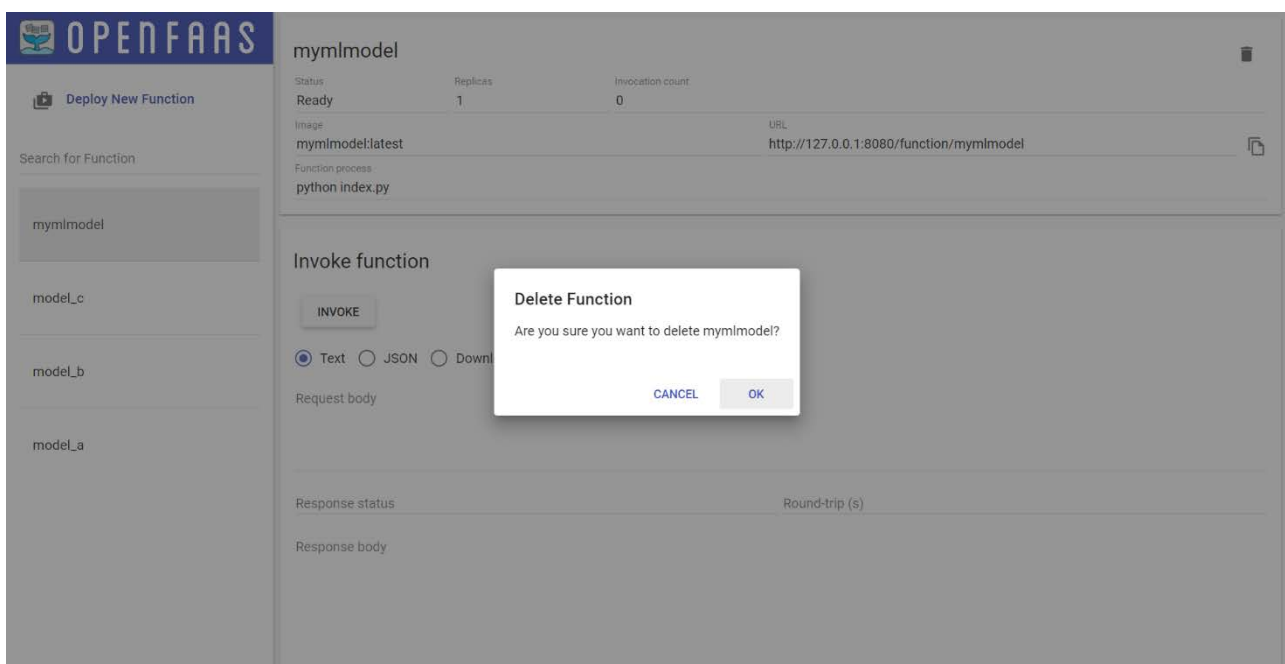 OPENFAAS
Deploy New Function
Search for Function
mymlmodel
model_c
model_b
model_a
mymlmodel
Status Replicas Invocation count
Ready 1 0
Image URL
mymlmodel:latest http://127.0.0.1:8080/function/mymlmodel
Function process
python index.py
Invoke function
INVOKE
Text JSON Downl
Request body
Response status Round-trip (s)
Response body
Delete Function
Are you sure you want to delete mymlmodel?
CANCEL OK